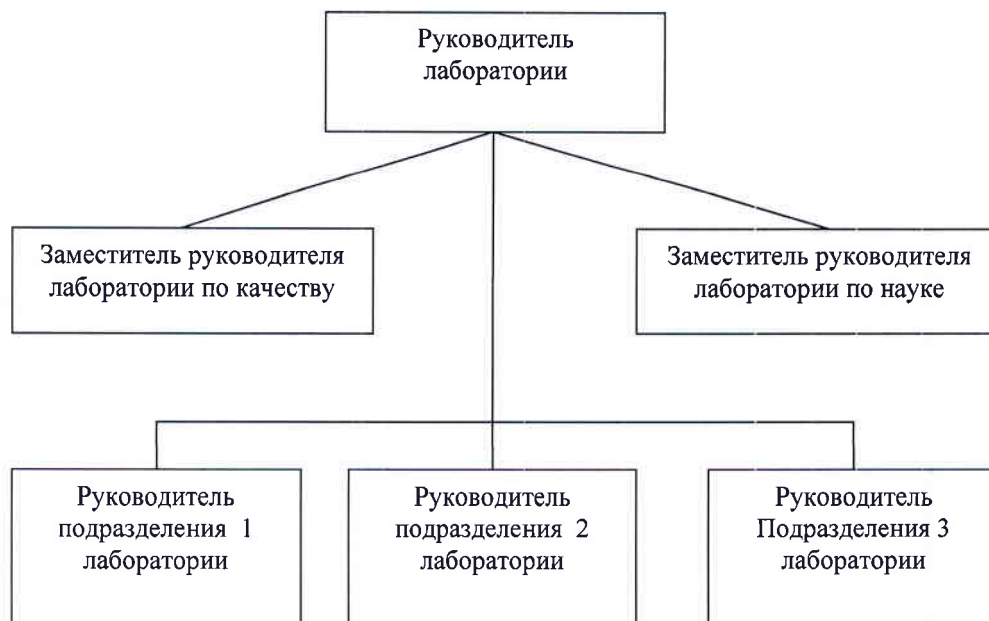 Руководитель
лаборатории
Заместитель руководителя
лаборатории по качеству
Заместитель руководителя
лаборатории по науке
Руководитель
подразделения 1
лаборатории
Руководитель
подразделения 2
лаборатории
Руководитель
Подразделения 3
лаборатории